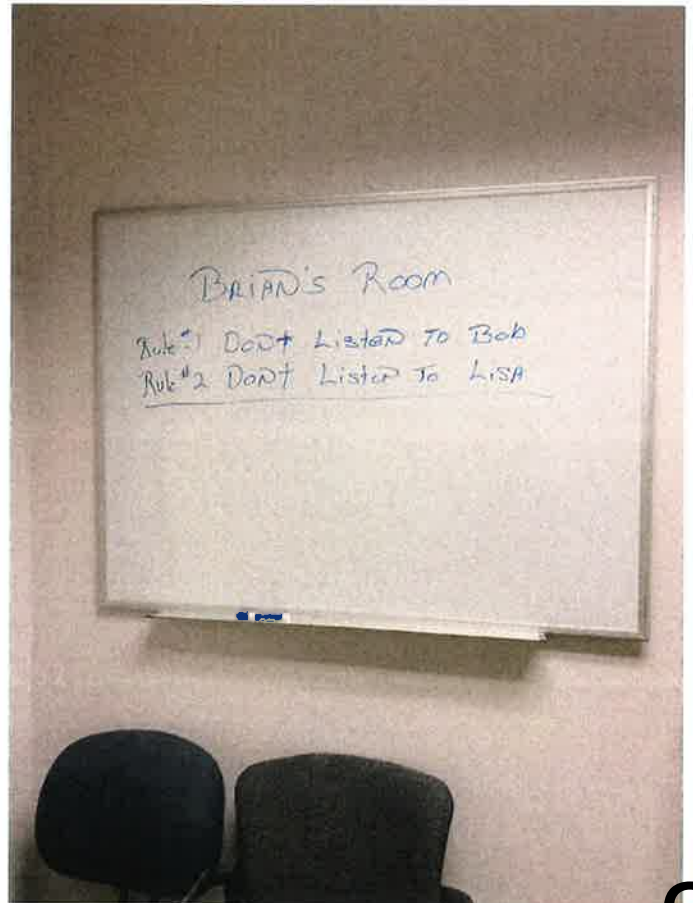 BRIAN'S ROOM
Rule #1 DON't Listen To Bob
Rule #2 DON't Listen To LISA